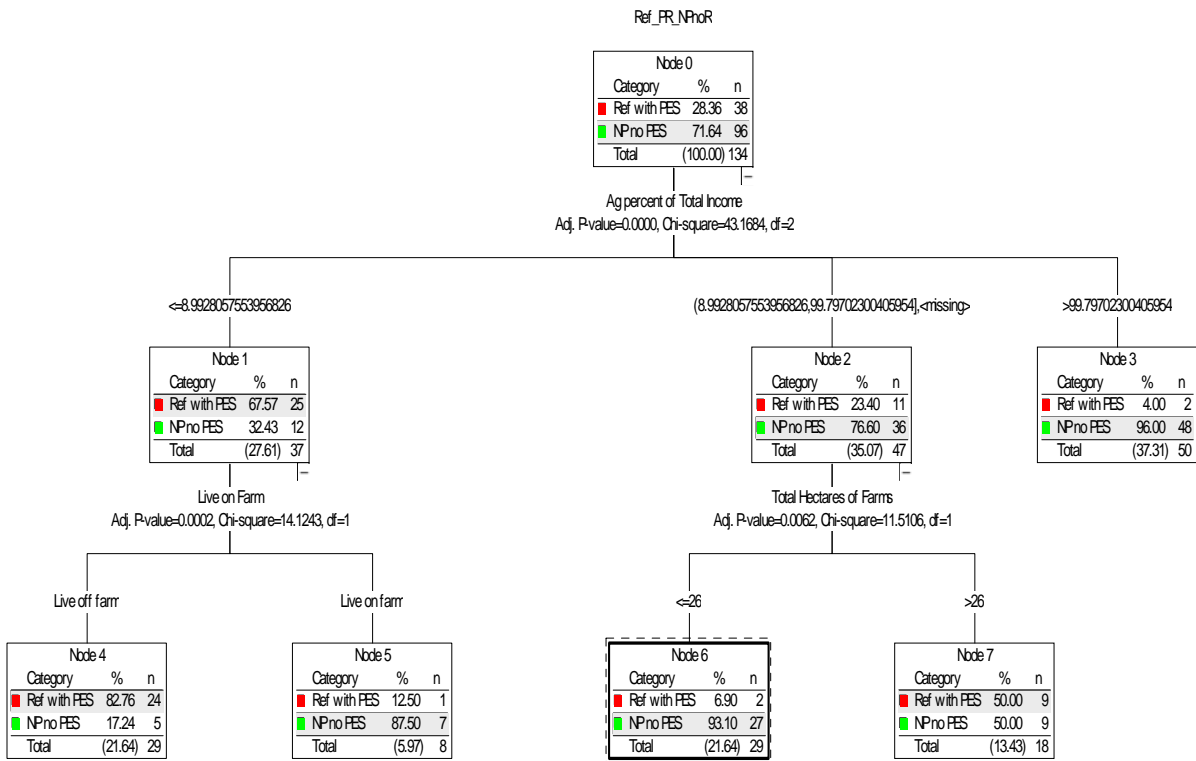 Ref_PR_NPnoR
Node 0
Category % n
Ref with PES 28.36 38
NP no PES 71.64 96
Total (100.00) 134
Ag percent of Total Income
Adj. P-value=0.0000, Chi-square=43.1684, df=2
<=8.9928057553956826
(8.9928057553956826,99.79702300405954],<missing>
>99.79702300405954
Node 1
Category % n
Ref with PES 67.57 25
NP no PES 32.43 12
Total (27.61) 37
Node 2
Category % n
Ref with PES 23.40 11
NP no PES 76.60 36
Total (35.07) 47
Node 3
Category % n
Ref with PES 4.00 2
NP no PES 96.00 48
Total (37.31) 50
Live on Farm
Adj. P-value=0.0002, Chi-square=14.1243, df=1
Total Hectares of Farms
Adj. P-value=0.0062, Chi-square=11.5106, df=1
Live off farm
Live on farm
<=26
>26
Node 4
Category % n
Ref with PES 82.76 24
NP no PES 17.24 5
Total (21.64) 29
Node 5
Category % n
Ref with PES 12.50 1
NP no PES 87.50 7
Total (5.97) 8
Node 6
Category % n
Ref with PES 6.90 2
NP no PES 93.10 27
Total (21.64) 29
Node 7
Category % n
Ref with PES 50.00 9
NP no PES 50.00 9
Total (13.43) 18